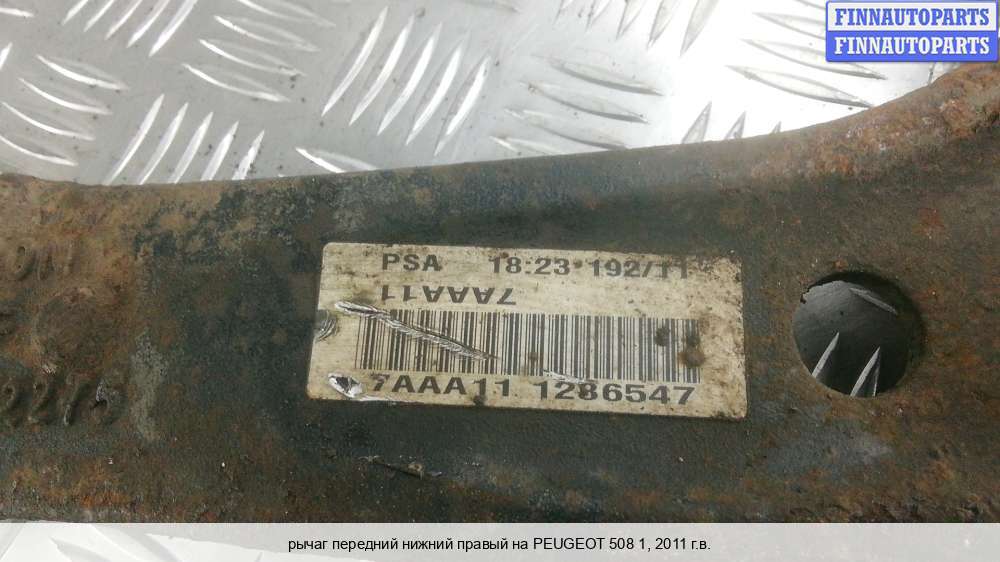 FINNAUTOPARTS
FINNAUTOPARTS
PSA 18:23 192/11
7AAA11
7AAA11 1286547
рычаг передний нижний правый на PEUGEOT 508 1, 2011 г.в.